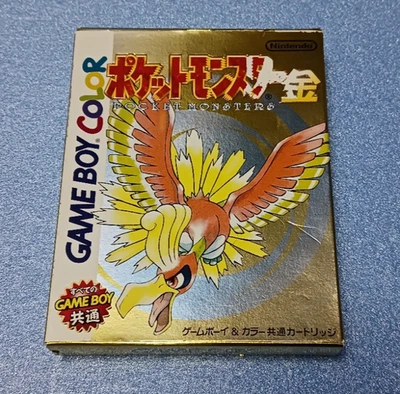 Nintendo
GAME BOY COLOR
ポケットモンスター金
POCKET MONSTERS
すべての
GAME BOY
共通
ゲームボーイ&カラー共通カートリッジ